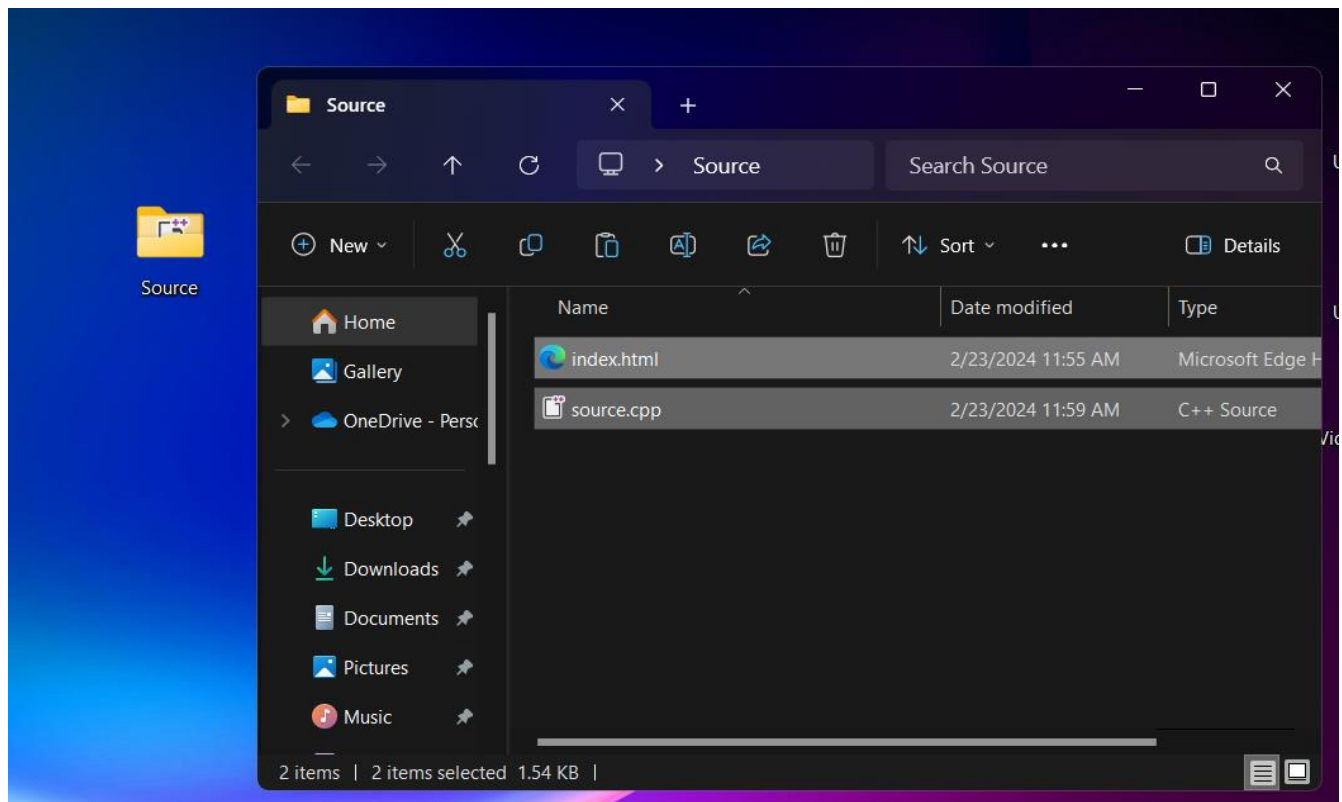 Source
Source
Search Source
New
Sort
Details
Source
Name
Date modified
Type
Home
Gallery
OneDrive - Perso
index.html
2/23/2024 11:55 AM
Microsoft Edge H
source.cpp
2/23/2024 11:59 AM
C++ Source
Desktop
Downloads
Documents
Pictures
Music
2 items | 2 items selected 1.54 KB |